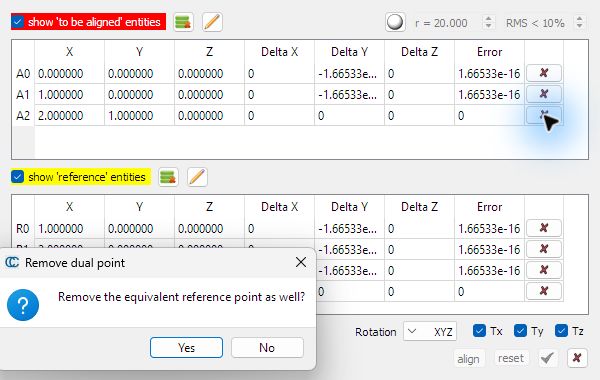 show 'to be aligned' entities r = 20.000 RMS < 10%
X Y Z Delta X Delta Y Delta Z Error
A0 0.000000 0.000000 0.000000 0 -1.66533e... 0 1.66533e-16
A1 1.000000 0.000000 0.000000 0 -1.66533e... 0 1.66533e-16
A2 2.000000 1.000000 0.000000 0 0 0 0
show 'reference' entities
X Y Z Delta X Delta Y Delta Z Error
R0 1.000000 0.000000 0.000000 0 -1.66533e... 0 1.66533e-16
-1.66533e... 0 1.66533e-16
-1.66533e... 0 1.66533e-16
0 0 0
Remove dual point
Remove the equivalent reference point as well?
Yes No
Rotation XYZ Tx Ty Tz
align reset